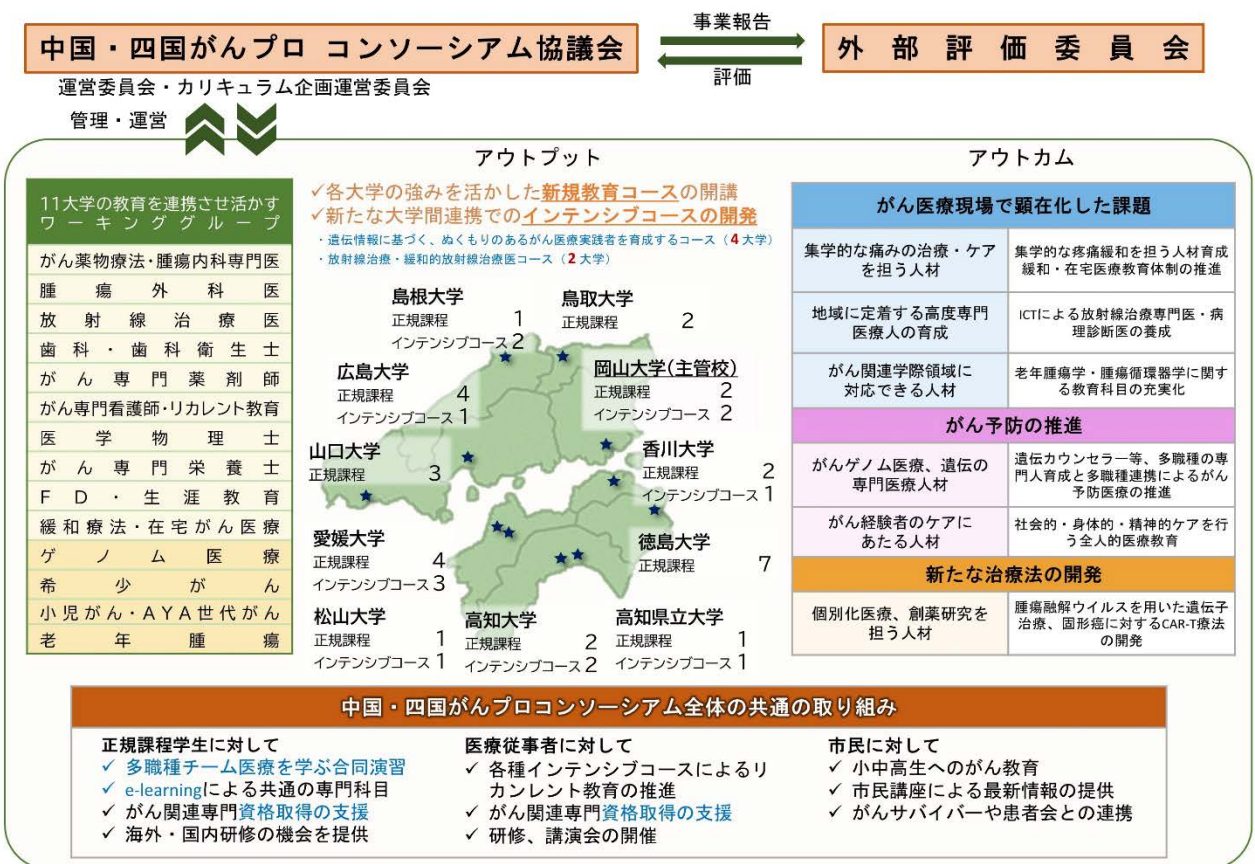 中国・四国がんプロ コンソーシアム協議会
事業報告
評価
外部評価委員会
運営委員会・カリキュラム企画運営委員会
管理・運営
11大学の教育を連携させ活かす
ワーキンググループ
がん薬物療法・腫瘍内科専門医
腫瘍外科医
放射線治療医
歯科・歯科衛生士
がん専門薬剤師
がん専門看護師・リカレント教育
医学物理士
がん専門栄養士
FD・生涯教育
緩和療法・在宅がん医療
ゲノム医療
希少がん
小児がん・AYA世代がん
老年腫瘍
アウトプット
✓各大学の強みを活かした新規教育コースの開講
✓新たな大学間連携でのインテンシブコースの開発
・遺伝情報に基づく、ぬくもりのあるがん医療実践者を育成するコース（4大学）
・放射線治療・緩和的放射線治療医コース（2大学）
島根大学
正規課程 1
インテンシブコース 2
鳥取大学
正規課程 2
広島大学
正規課程 4
インテンシブコース 1
岡山大学(主管校)
正規課程 2
インテンシブコース 2
山口大学
正規課程 3
香川大学
正規課程 2
インテンシブコース 1
愛媛大学
正規課程 4
インテンシブコース 3
徳島大学
正規課程 7
松山大学
正規課程 1
インテンシブコース 1
高知大学
正規課程 2
インテンシブコース 2
高知県立大学
正規課程 1
インテンシブコース 1
アウトカム
がん医療現場で顕在化した課題
集学的な痛みの治療・ケア
を担う人材
集学的な疼痛緩和を担う人材育成
緩和・在宅医療教育体制の推進
地域に定着する高度専門
医療人の育成
ICTによる放射線治療専門医・病
理診断医の養成
がん関連学際領域に
対応できる人材
老年腫瘍学・腫瘍循環器学に関す
る教育科目の充実化
がん予防の推進
がんゲノム医療、遺伝の
専門医療人材
遺伝カウンセラー等、多職種の専
門人育成と多職種連携によるがん
予防医療の推進
がん経験者のケアに
あたる人材
社会的・身体的・精神的ケアを行
う全人的医療教育
新たな治療法の開発
個別化医療、創薬研究を
担う人材
腫瘍融解ウイルスを用いた遺伝子
治療、固形癌に対するCAR-T療法
の開発
中国・四国がんプロコンソーシアム全体の共通の取り組み
正規課程学生に対して
✓ 多職種チーム医療を学ぶ合同演習
✓ e-learningによる共通の専門科目
✓ がん関連専門資格取得の支援
✓ 海外・国内研修の機会を提供
医療従事者に対して
✓ 各種インテンシブコースによるリ
カンレント教育の推進
✓ がん関連専門資格取得の支援
✓ 研修、講演会の開催
市民に対して
✓ 小中高生へのがん教育
✓ 市民講座による最新情報の提供
✓ がんサバイバーや患者会との連携